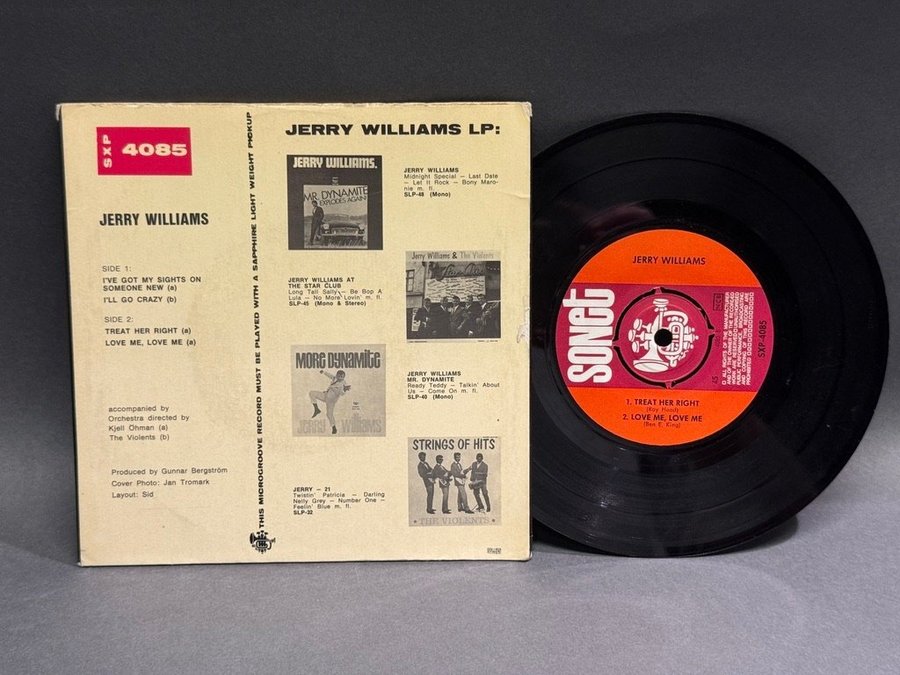 SXP 4085
JERRY WILLIAMS
SIDE 1:
I'VE GOT MY SIGHTS ON
SOMEONE NEW (a)
I'LL GO CRAZY (b)
SIDE 2:
TREAT HER RIGHT (a)
LOVE ME, LOVE ME (a)
accompanied by
Orchestra directed by
Kjell Öhman (a)
The Violents (b)
Produced by Gunnar Bergström
Cover Photo: Jan Tromark
Layout: Sid
THIS MICROGROOVE RECORD MUST BE PLAYED WITH A SAPPHIRE LIGHT WEIGHT PICKUP
JERRY WILLIAMS LP:
JERRY WILLIAMS.
MR. DYNAMITE
EXPLODES AGAIN
JERRY WILLIAMS
Midnight Special — Last Date
— Let It Rock — Bony Maro-
nie m. fl.
SLP-48 (Mono)
JERRY WILLIAMS AT
THE STAR CLUB
Long Tall Sally — Be Bop A
Lula — No More Lovin' m. fl.
SLP-45 (Mono & Stereo)
Jerry Williams & The Violents
Star-Club
MORE DYNAMITE
JERRY
williams
JERRY WILLIAMS
MR. DYNAMITE
Ready Teddy — Talkin' About
Us — Come On m. fl.
SLP-40 (Mono)
JERRY — 21
Twistin' Patricia — Darling
Nelly Grey — Number One —
Feelin' Blue m. fl.
SLP-32
STRINGS OF HITS
• THE VIOLENTS •
JERRY WILLIAMS
SONET
NCB
SXP-4085
45
1. TREAT HER RIGHT
(Roy Head)
2. LOVE ME, LOVE ME
(Ben E. King)